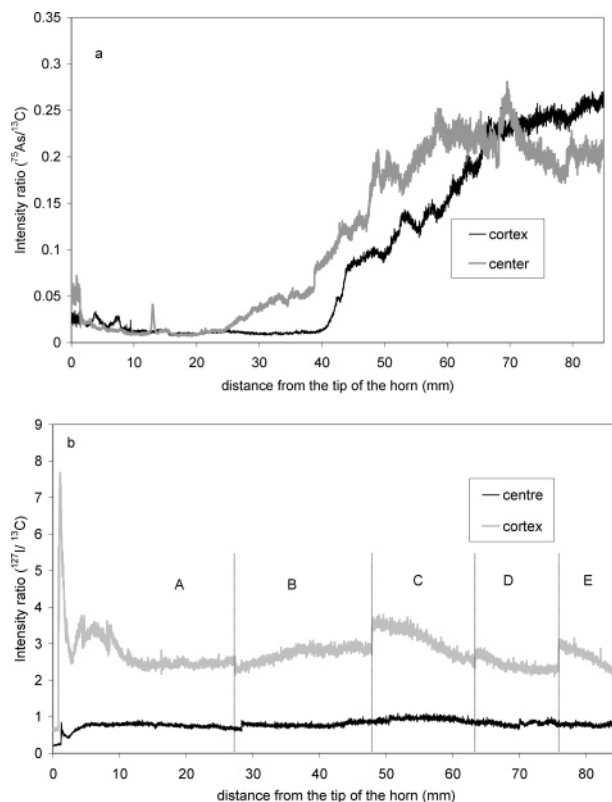 a
0.35
0.3
0.25
0.2
0.15
0.1
0.05
0
Intensity ratio (⁷⁵As/¹³C)
cortex
center
0 10 20 30 40 50 60 70 80
distance from the tip of the horn (mm)
b
9
8
7
6
5
4
3
2
1
0
Intensity ratio (¹²⁷I/ ¹³C)
centre
cortex
A B C D E
0 10 20 30 40 50 60 70 80
distance from the tip of the horn (mm)